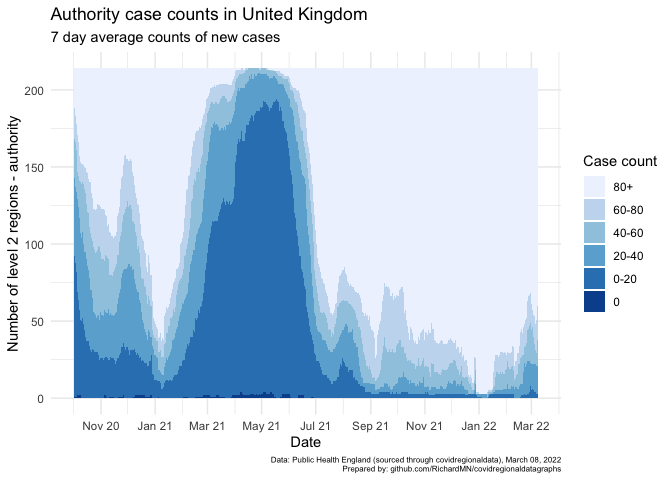 Authority case counts in United Kingdom
7 day average counts of new cases
Number of level 2 regions - authority
200
150
100
50
0
Nov 20 Jan 21 Mar 21 May 21 Jul 21 Sep 21 Nov 21 Jan 22 Mar 22
Date
Case count
80+
60-80
40-60
20-40
0-20
0
Data: Public Health England (sourced through covidregionaldata), March 08, 2022
Prepared by: github.com/RichardMN/covidregionaldatagraphs